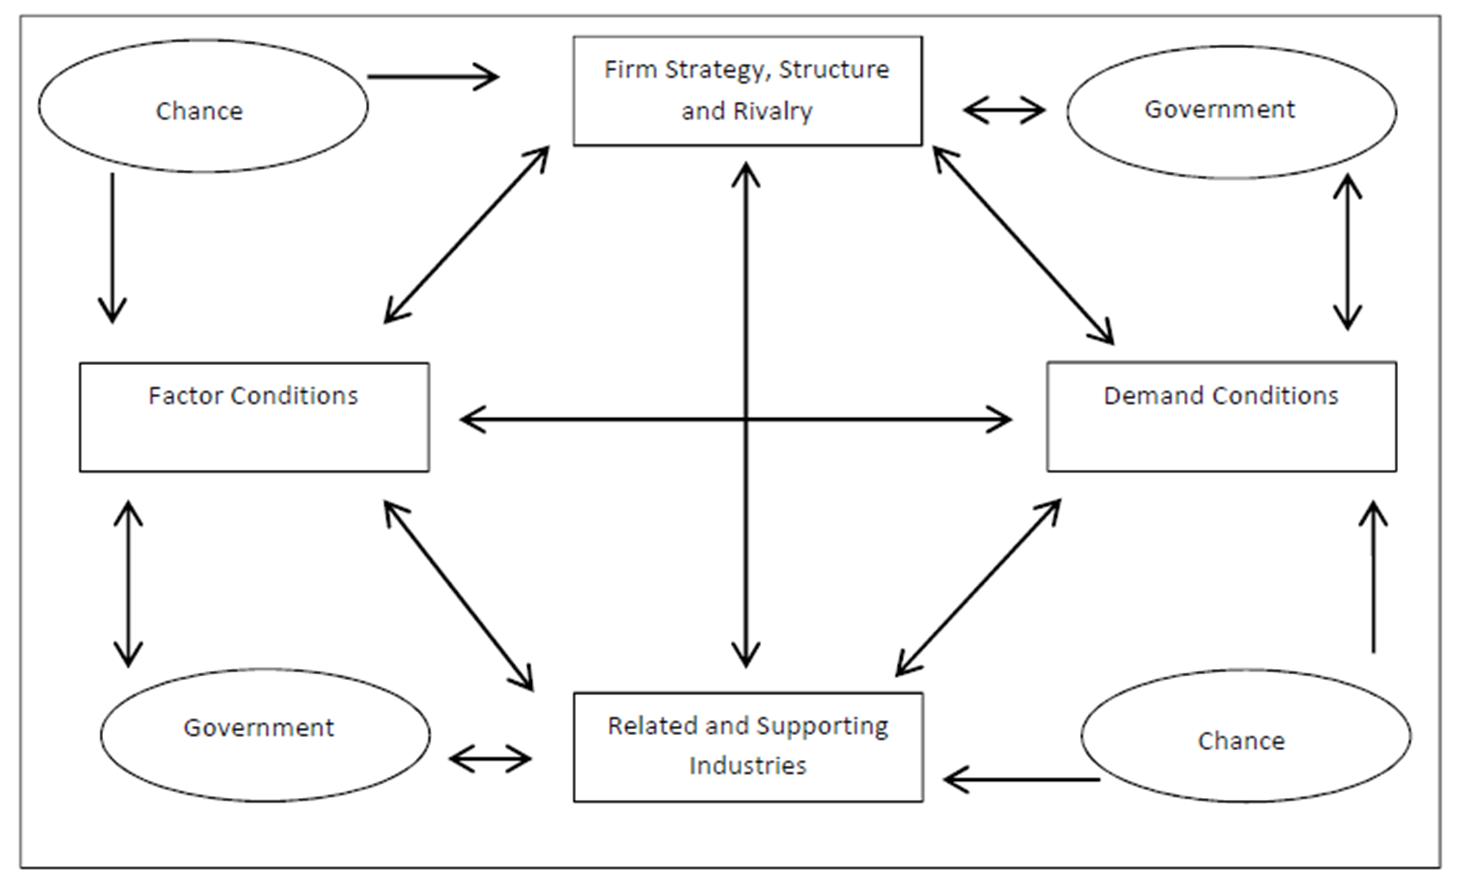 Chance
Firm Strategy, Structure
and Rivalry
Government
Factor Conditions
Demand Conditions
Government
Related and Supporting
Industries
Chance